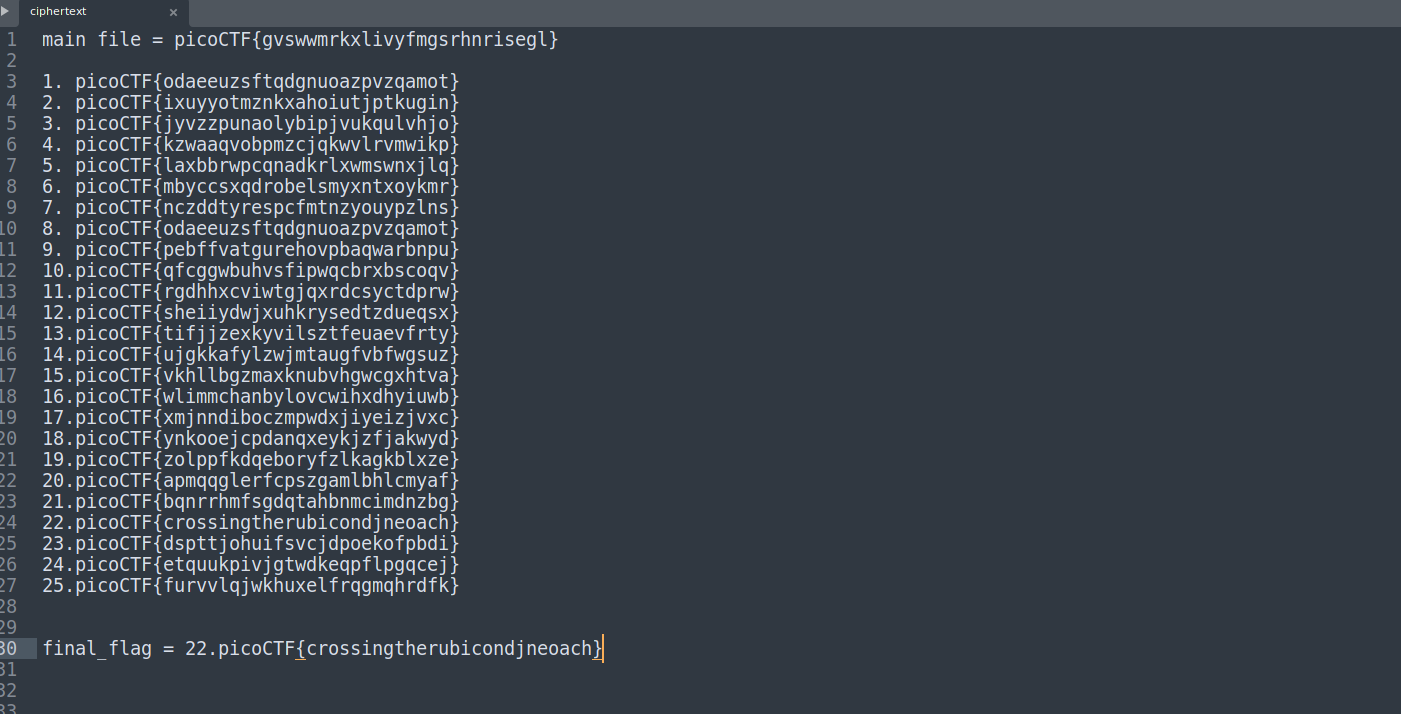 ciphertext
1 main file = picoCTF{gvswwmrkxlivyfmgsrhnrisegl}
2
3 1. picoCTF{odaeeuzsftqdgnuoazpvzqamot}
4 2. picoCTF{ixuyyotmznkxahoiutjptkugin}
5 3. picoCTF{jyvzzpunaolybipjvukqulvhjo}
6 4. picoCTF{kzwaaqvobpmzcjqkwvlrvmwikp}
7 5. picoCTF{laxbbrwpcqnadkrlxwmswnxjlq}
8 6. picoCTF{mbyccsxqdrobelsmyxntxoykmr}
9 7. picoCTF{nczddtyrespcfmtnzyouypzlns}
10 8. picoCTF{odaeeuzsftqdgnuoazpvzqamot}
11 9. picoCTF{pebffvatgurehovpbaqwarbnpu}
12 10.picoCTF{qfcggwbuhvsfipwqcbrxbscoqv}
13 11.picoCTF{rgdhhxcviwtgjqxrdcsyctdprw}
14 12.picoCTF{sheiiydwjxuhkrysedtzdueqsx}
15 13.picoCTF{tifjjzexkyvilsztfeuaevfrty}
16 14.picoCTF{ujgkkafylzwjmtaugfvbfwgsuz}
17 15.picoCTF{vkhllbgzmaxknubvhgwcgxhtva}
18 16.picoCTF{wlimmchanbylovcwihxdhyiuwb}
19 17.picoCTF{xmjnndiboczmpwdxjiyeizjvxc}
20 18.picoCTF{ynkooejcpdanqxeykjzfjakwyd}
21 19.picoCTF{zolppfkdqeboryfzlkagkblxze}
22 20.picoCTF{apmqqglerfcpszgamlbhlcmyaf}
23 21.picoCTF{bqnrrhmfsgdqtahbnmcimdnzbg}
24 22.picoCTF{crossingtherubicondjneoach}
25 23.picoCTF{dspttjohuifsvcjdpoekofpbdi}
26 24.picoCTF{etquukpivjgtwdkeqpflpgqcej}
27 25.picoCTF{furvvlqjwkhuxelfrqgmqhrdfk}
28
29
30 final_flag = 22.picoCTF{crossingtherubicondjneoach}
31
32
33